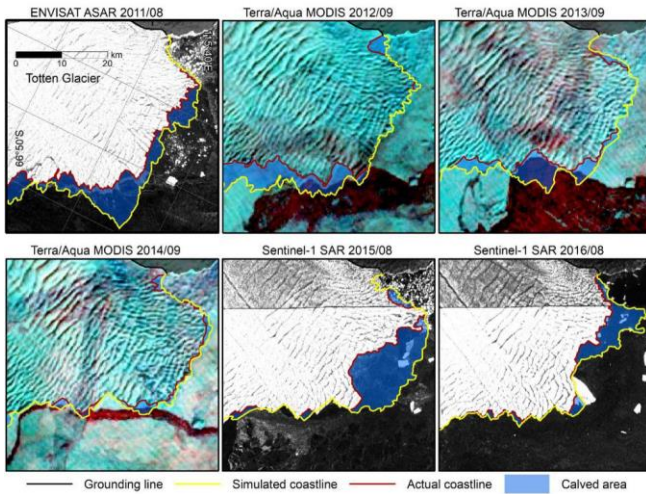 ENVISAT ASAR 2011/08
Terra/Aqua MODIS 2012/09
Terra/Aqua MODIS 2013/09
0 10 20
km
Totten Glacier
66°50'S
Terra/Aqua MODIS 2014/09
Sentinel-1 SAR 2015/08
Sentinel-1 SAR 2016/08
Grounding line
Simulated coastline
Actual coastline
Calved area